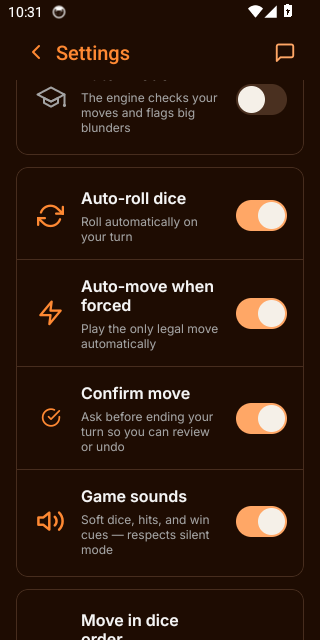 10:31
Settings
The engine checks your
moves and flags big
blunders
Auto-roll dice
Roll automatically on
your turn
Auto-move when
forced
Play the only legal move
automatically
Confirm move
Ask before ending your
turn so you can review
or undo
Game sounds
Soft dice, hits, and win
cues — respects silent
mode
Move in dice
order